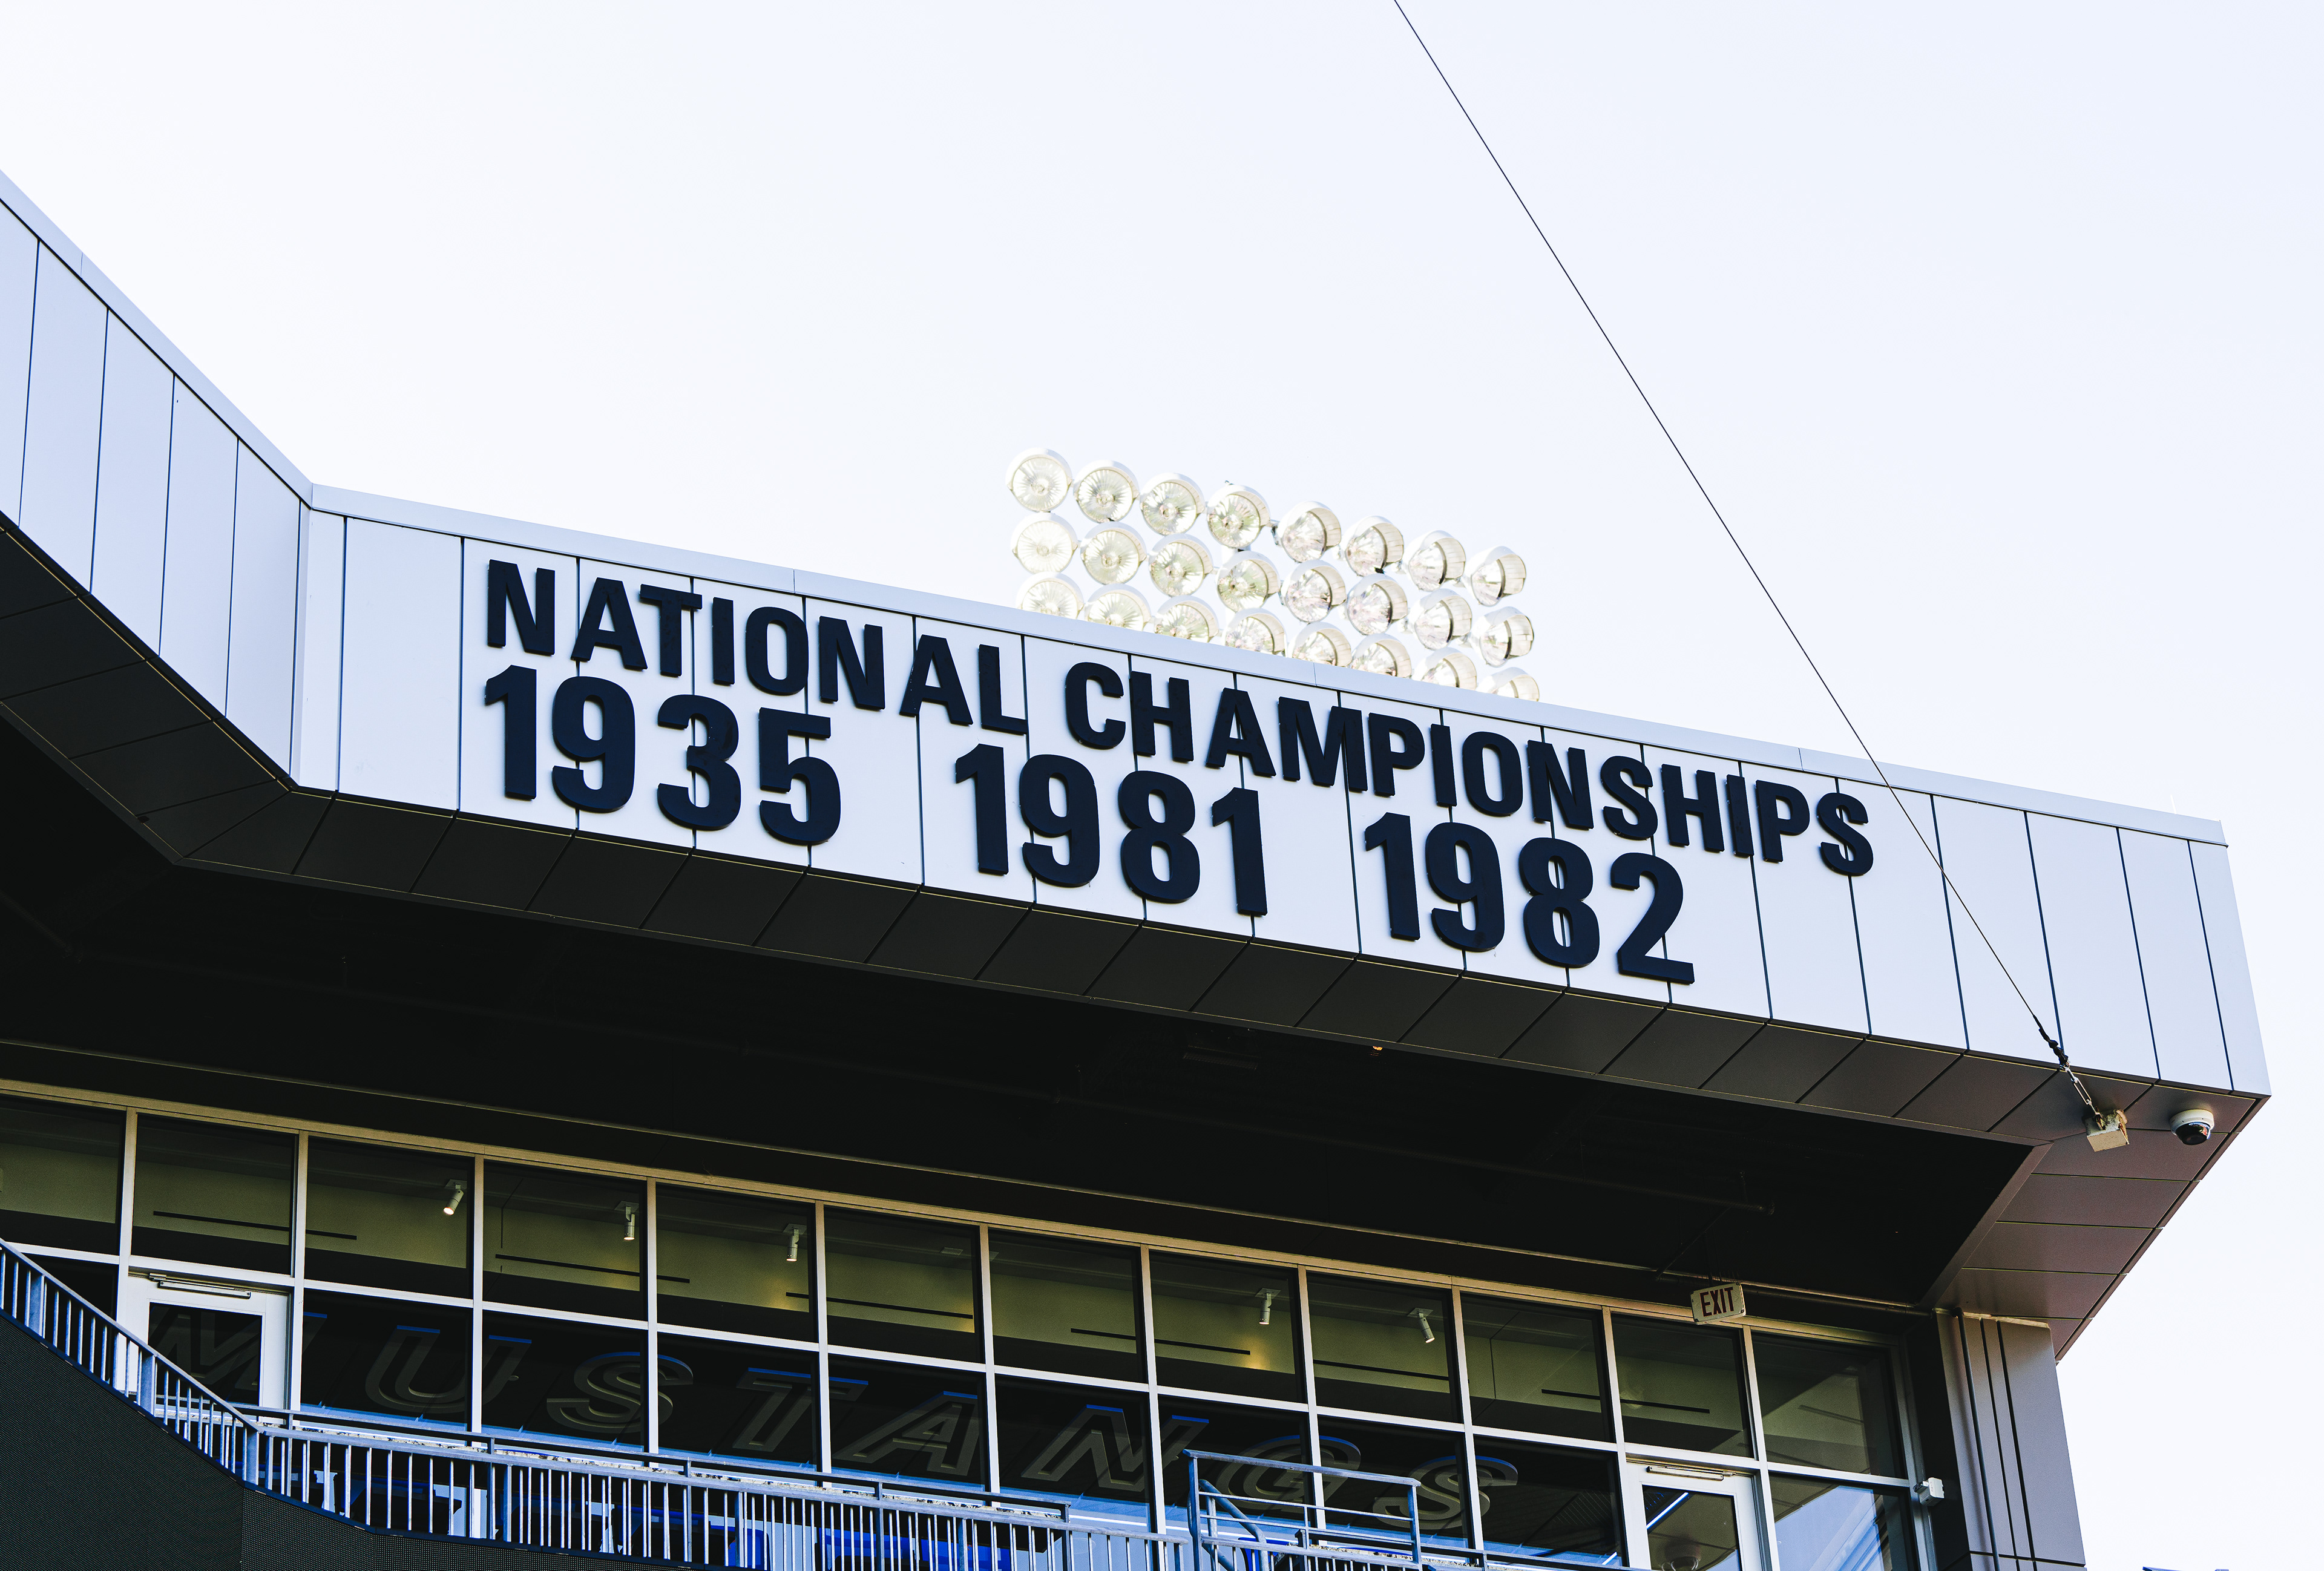 NATIONAL CHAMPIONSHIPS
1935 1981 1982
EXIT
MUSTANGS